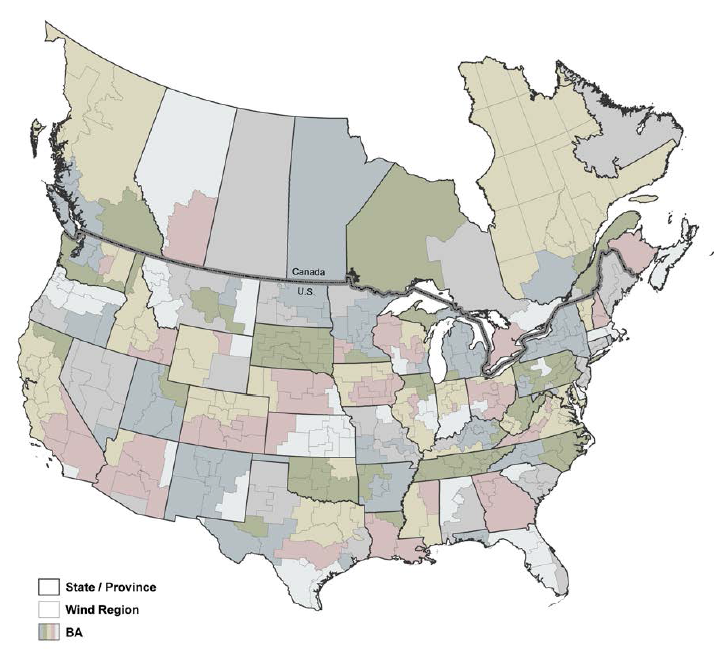 Canada
U.S.
State / Province
Wind Region
BA